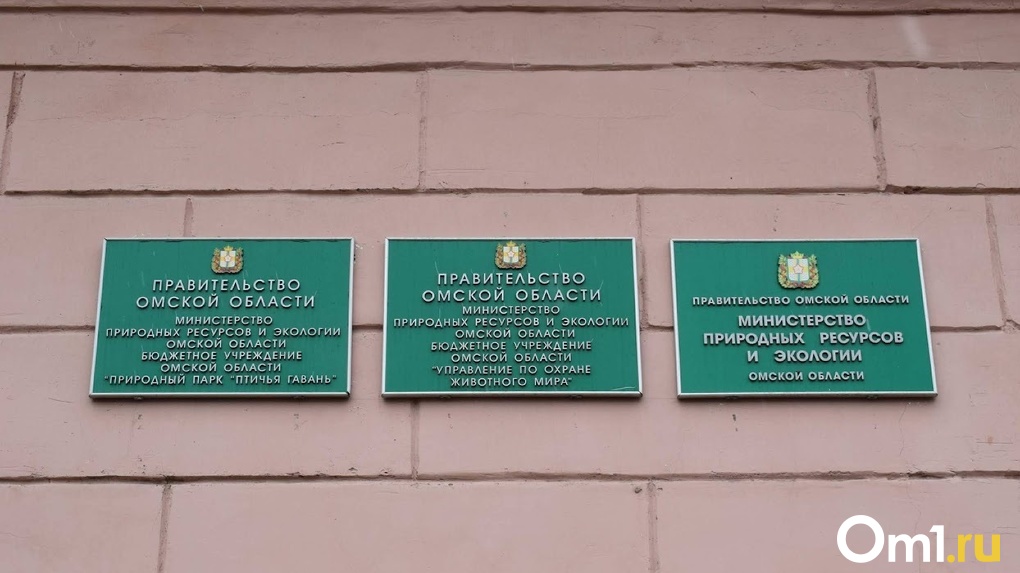 ПРАВИТЕЛЬСТВО
ОМСКОЙ ОБЛАСТИ
МИНИСТЕРСТВО
ПРИРОДНЫХ РЕСУРСОВ И ЭКОЛОГИИ
ОМСКОЙ ОБЛАСТИ
БЮДЖЕТНОЕ УЧРЕЖДЕНИЕ
ОМСКОЙ ОБЛАСТИ
"ПРИРОДНЫЙ ПАРК "ПТИЧЬЯ ГАВАНЬ"
ПРАВИТЕЛЬСТВО
ОМСКОЙ ОБЛАСТИ
МИНИСТЕРСТВО
ПРИРОДНЫХ РЕСУРСОВ И ЭКОЛОГИИ
ОМСКОЙ ОБЛАСТИ
БЮДЖЕТНОЕ УЧРЕЖДЕНИЕ
ОМСКОЙ ОБЛАСТИ
"УПРАВЛЕНИЕ ПО ОХРАНЕ
ЖИВОТНОГО МИРА"
ПРАВИТЕЛЬСТВО ОМСКОЙ ОБЛАСТИ
МИНИСТЕРСТВО
ПРИРОДНЫХ РЕСУРСОВ
И ЭКОЛОГИИ
ОМСКОЙ ОБЛАСТИ
Om1.ru